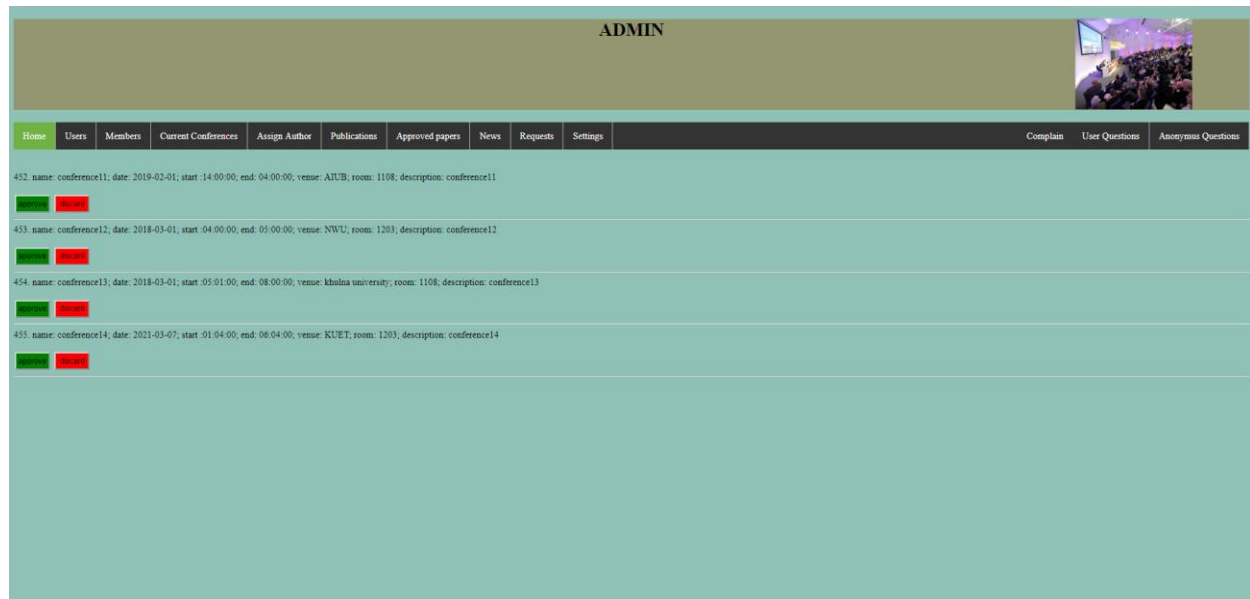 ADMIN
Home Users Members Current Conferences Assign Author Publications Approved papers News Requests Settings Complain User Questions Anonymus Questions
452. name: conference11; date: 2019-02-01; start :14:00:00; end: 04:00:00; venue: AIUB; room: 1108; description: conference11
approve discard
453. name: conference12; date: 2018-03-01; start :04:00:00; end: 05:00:00; venue: NWU; room: 1203; description: conference12
approve discard
454. name: conference13; date: 2018-03-01; start :05:01:00; end: 08:00:00; venue: khulna university; room: 1108; description: conference13
approve discard
455. name: conference14; date: 2021-03-07; start :01:04:00; end: 06:04:00; venue: KUET; room: 1203; description: conference14
approve discard